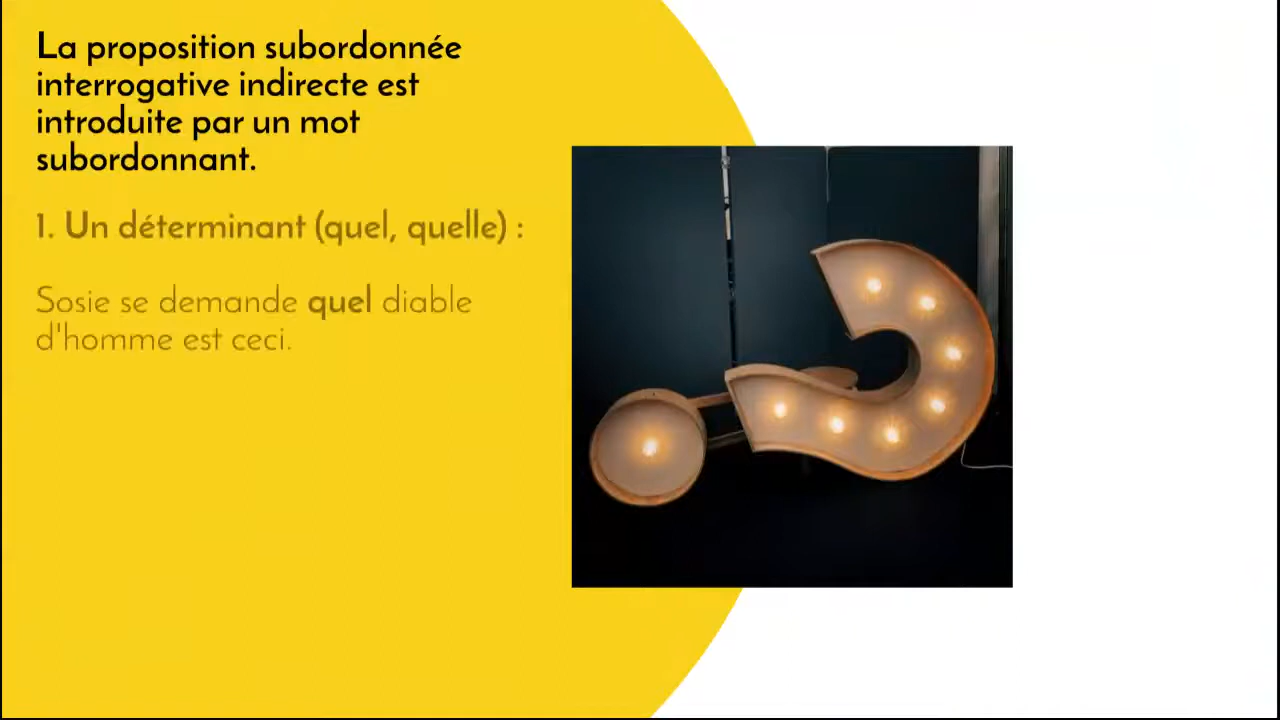 La proposition subordonnée
interrogative indirecte est
introduite par un mot
subordonnant.
1. Un déterminant (quel, quelle) :
Sosie se demande quel diable
d'homme est ceci.